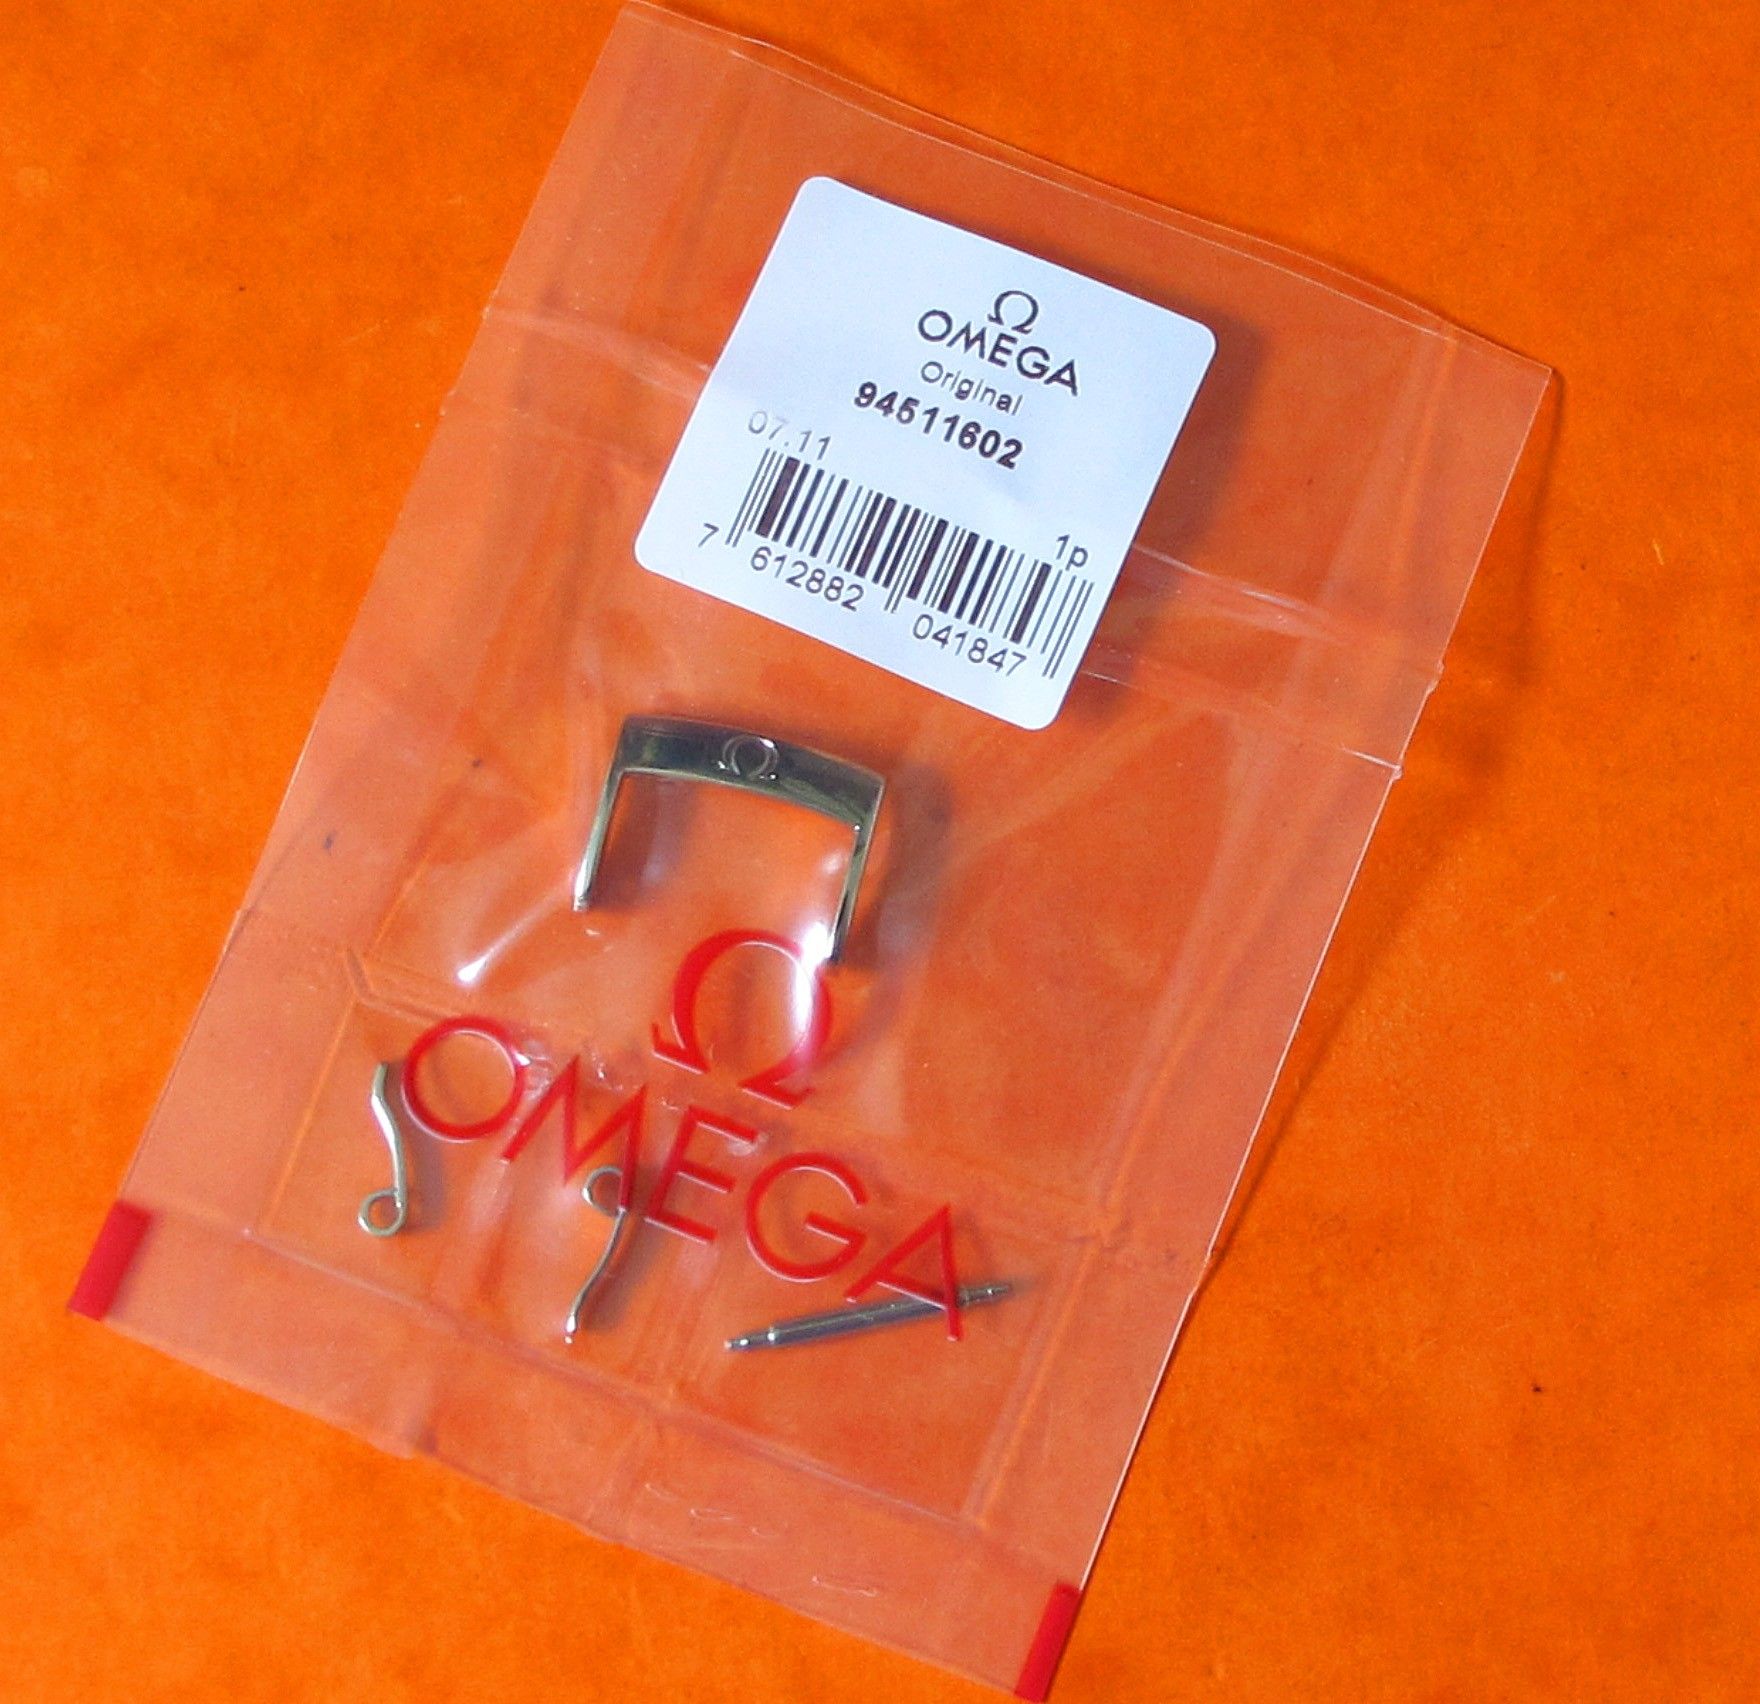 Ω
OMEGA
Original
94511602
07.11
1p
7 612882 041847
Ω
Ω
OMEGA